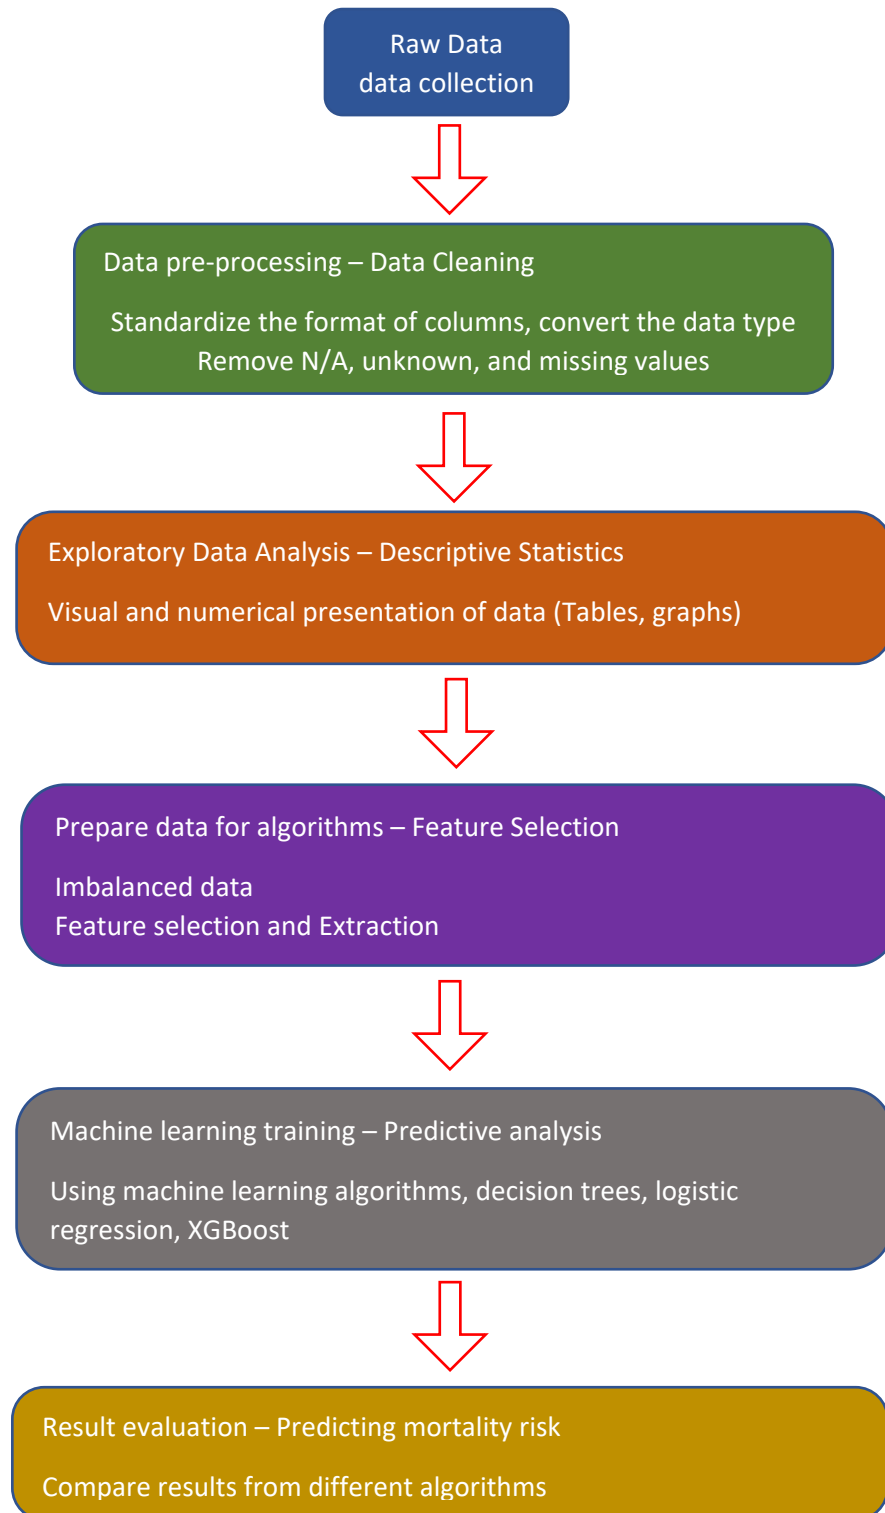 Raw Data
data collection
Data pre-processing – Data Cleaning
Standardize the format of columns, convert the data type
Remove N/A, unknown, and missing values
Exploratory Data Analysis – Descriptive Statistics
Visual and numerical presentation of data (Tables, graphs)
Prepare data for algorithms – Feature Selection
Imbalanced data
Feature selection and Extraction
Machine learning training – Predictive analysis
Using machine learning algorithms, decision trees, logistic
regression, XGBoost
Result evaluation – Predicting mortality risk
Compare results from different algorithms